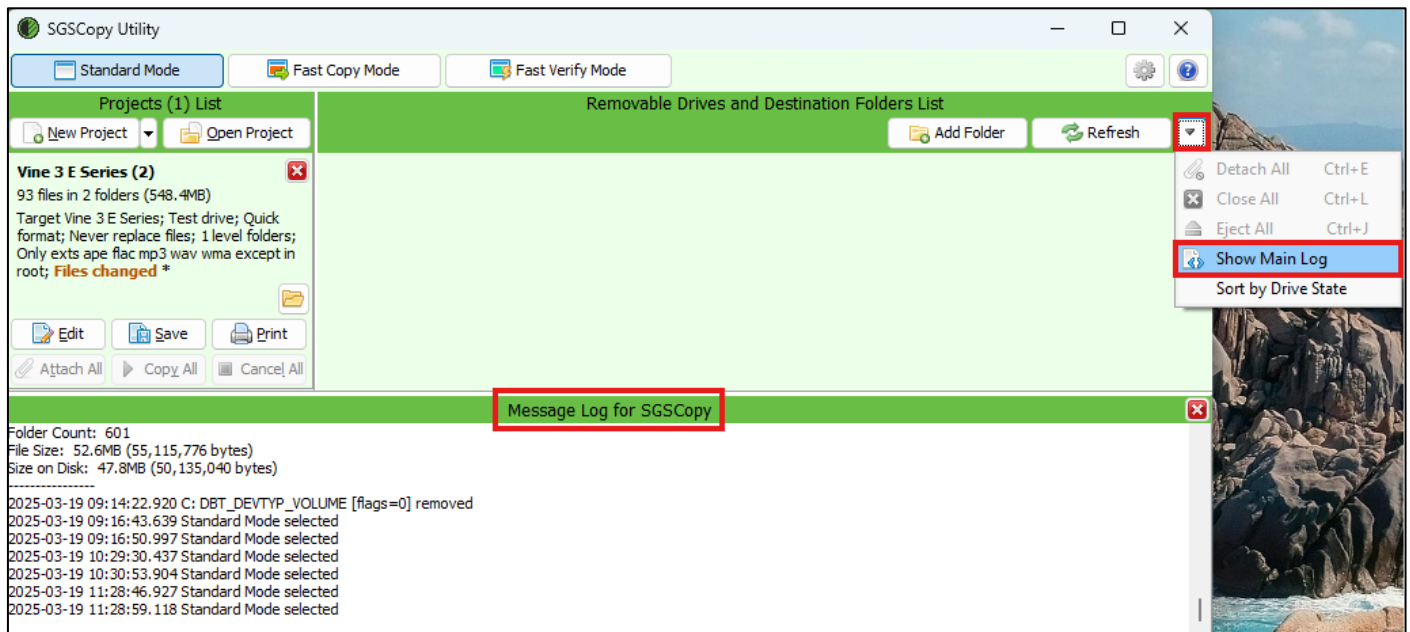 SGSCopy Utility
Standard Mode
Fast Copy Mode
Fast Verify Mode
Projects (1) List
Removable Drives and Destination Folders List
New Project
Open Project
Add Folder
Refresh
Vine 3 E Series (2)
93 files in 2 folders (548.4MB)
Target Vine 3 E Series; Test drive; Quick
format; Never replace files; 1 level folders;
Only exts ape flac mp3 wav wma except in
root; Files changed *
Edit
Save
Print
Attach All
Copy All
Cancel All
Detach All Ctrl+E
Close All Ctrl+L
Eject All Ctrl+J
Show Main Log
Sort by Drive State
Message Log for SGSCopy
Folder Count: 601
File Size: 52.6MB (55,115,776 bytes)
Size on Disk: 47.8MB (50,135,040 bytes)
----------------
2025-03-19 09:14:22.920 C: DBT_DEVTYP_VOLUME [flags=0] removed
2025-03-19 09:16:43.639 Standard Mode selected
2025-03-19 09:16:50.997 Standard Mode selected
2025-03-19 10:29:30.437 Standard Mode selected
2025-03-19 10:30:53.904 Standard Mode selected
2025-03-19 11:28:46.927 Standard Mode selected
2025-03-19 11:28:59.118 Standard Mode selected